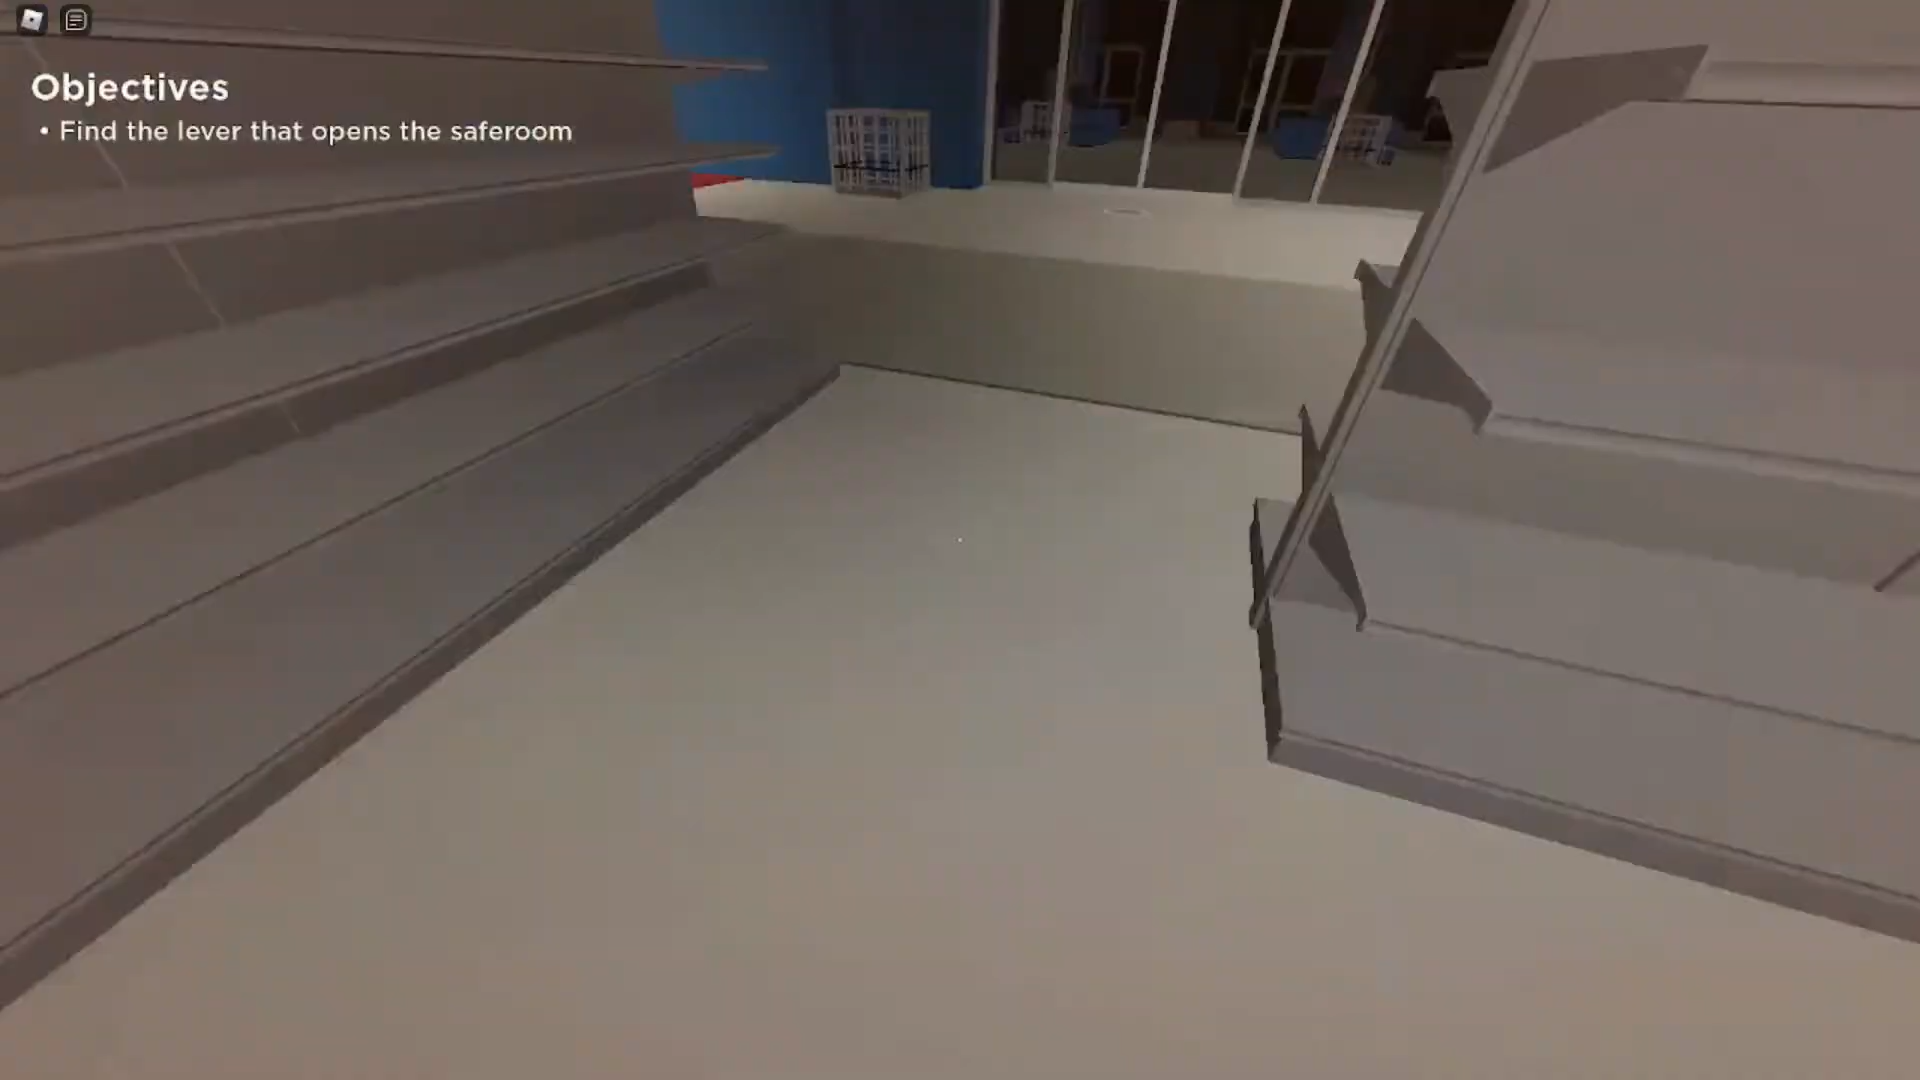 Objectives
• Find the lever that opens the saferoom